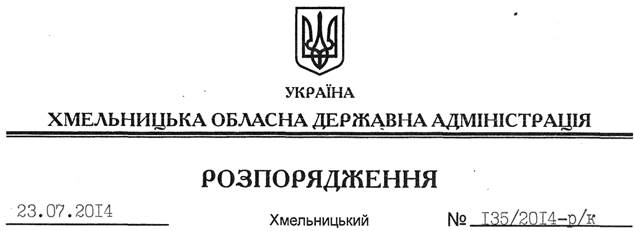 УКРАЇНА
ХМЕЛЬНИЦЬКА ОБЛАСНА ДЕРЖАВНА АДМІНІСТРАЦІЯ
РОЗПОРЯДЖЕННЯ
23.07.2014 Хмельницький № 135/2014-р/к